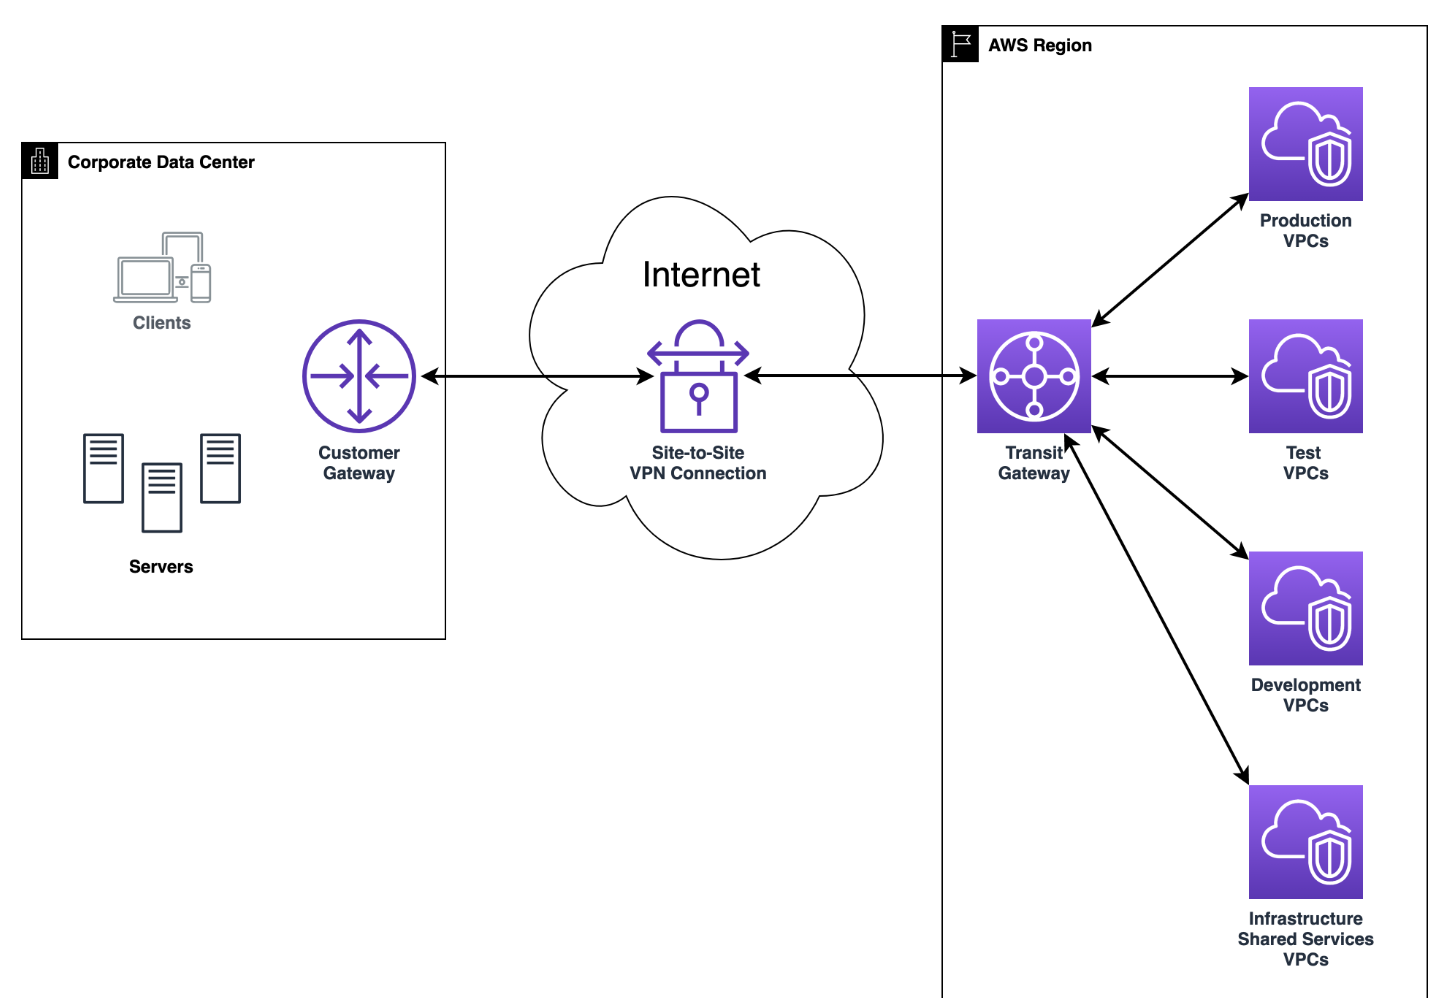 AWS Region
Corporate Data Center
Clients
Servers
Customer
Gateway
Internet
Site-to-Site
VPN Connection
Transit
Gateway
Production
VPCs
Test
VPCs
Development
VPCs
Infrastructure
Shared Services
VPCs